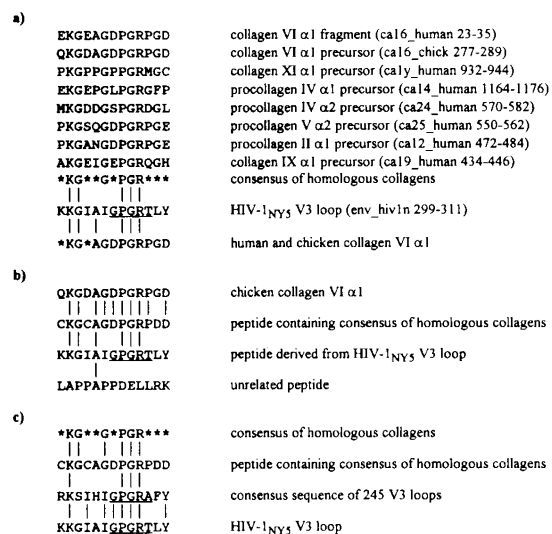 a)
EKGEAGDPGRPGD collagen VI α1 fragment (ca16_human 23-35)
QKGDAGDPGRPGD collagen VI α1 precursor (ca16_chick 277-289)
PKGPPGPPGRMGC collagen XI α1 precursor (ca1y_human 932-944)
EKGEPGLPGRGFP procollagen IV α1 precursor (ca14_human 1164-1176)
MKGDDGSPGRDGL procollagen IV α2 precursor (ca24_human 570-582)
PKGSQGDPGRPGE procollagen V α2 precursor (ca25_human 550-562)
PKGANGDPGRPGE procollagen II α1 precursor (ca12_human 472-484)
AKGEIGEPGRQGH collagen IX α1 precursor (ca19_human 434-446)
*KG**G*PGR*** consensus of homologous collagens
KKGIAIGPGRTLY HIV-1NY5 V3 loop (env_hiv1n 299-311)
*KG*AGDPGRPGD human and chicken collagen VI α1
b)
QKGDAGDPGRPGD chicken collagen VI α1
CKGCAGDPGRPDD peptide containing consensus of homologous collagens
KKGIAIGPGRTLY peptide derived from HIV-1NY5 V3 loop
LAPPAPPDELLRK unrelated peptide
c)
*KG**G*PGR*** consensus of homologous collagens
CKGCAGDPGRPDD peptide containing consensus of homologous collagens
RKSIHIGPGRAFY consensus sequence of 245 V3 loops
KKGIAIGPGRTLY HIV-1NY5 V3 loop